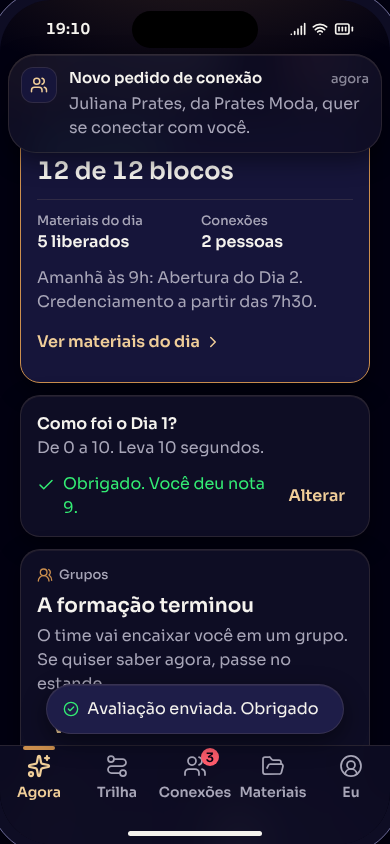 19:10
Novo pedido de conexão
agora
Juliana Prates, da Prates Moda, quer
se conectar com você.
12 de 12 blocos
Materiais do dia
Conexões
5 liberados
2 pessoas
Amanhã às 9h: Abertura do Dia 2.
Credenciamento a partir das 7h30.
Ver materiais do dia
Como foi o Dia 1?
De 0 a 10. Leva 10 segundos.
Obrigado. Você deu nota
9.
Alterar
Grupos
A formação terminou
O time vai encaixar você em um grupo.
Se quiser saber agora, passe no
estande
Avaliação enviada. Obrigado
3
Agora
Trilha
Conexões
Materiais
Eu